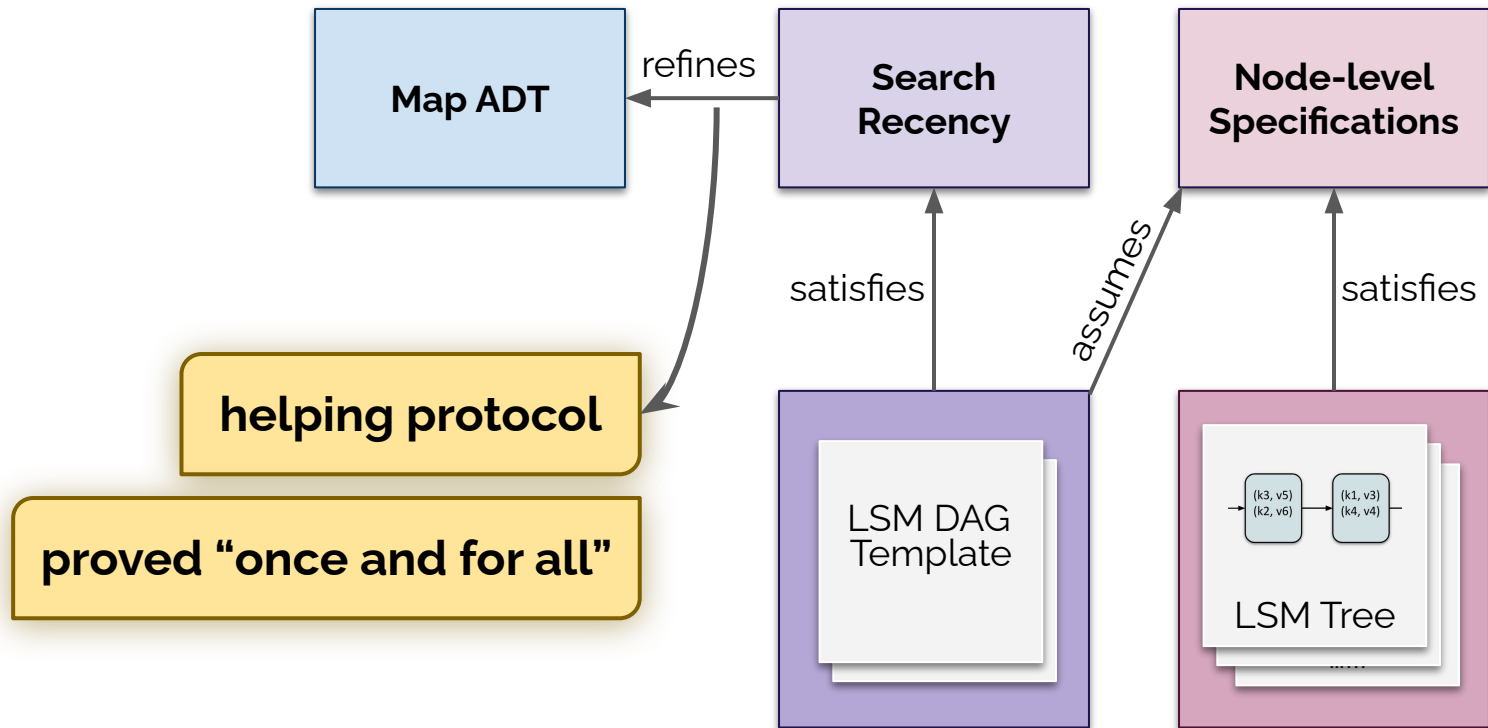 Map ADT
refines
Search
Recency
Node-level
Specifications
satisfies
assumes
satisfies
helping protocol
proved “once and for all”
LSM DAG
Template
(k3, v5)
(k2, v6)
(k1, v3)
(k4, v4)
LSM Tree